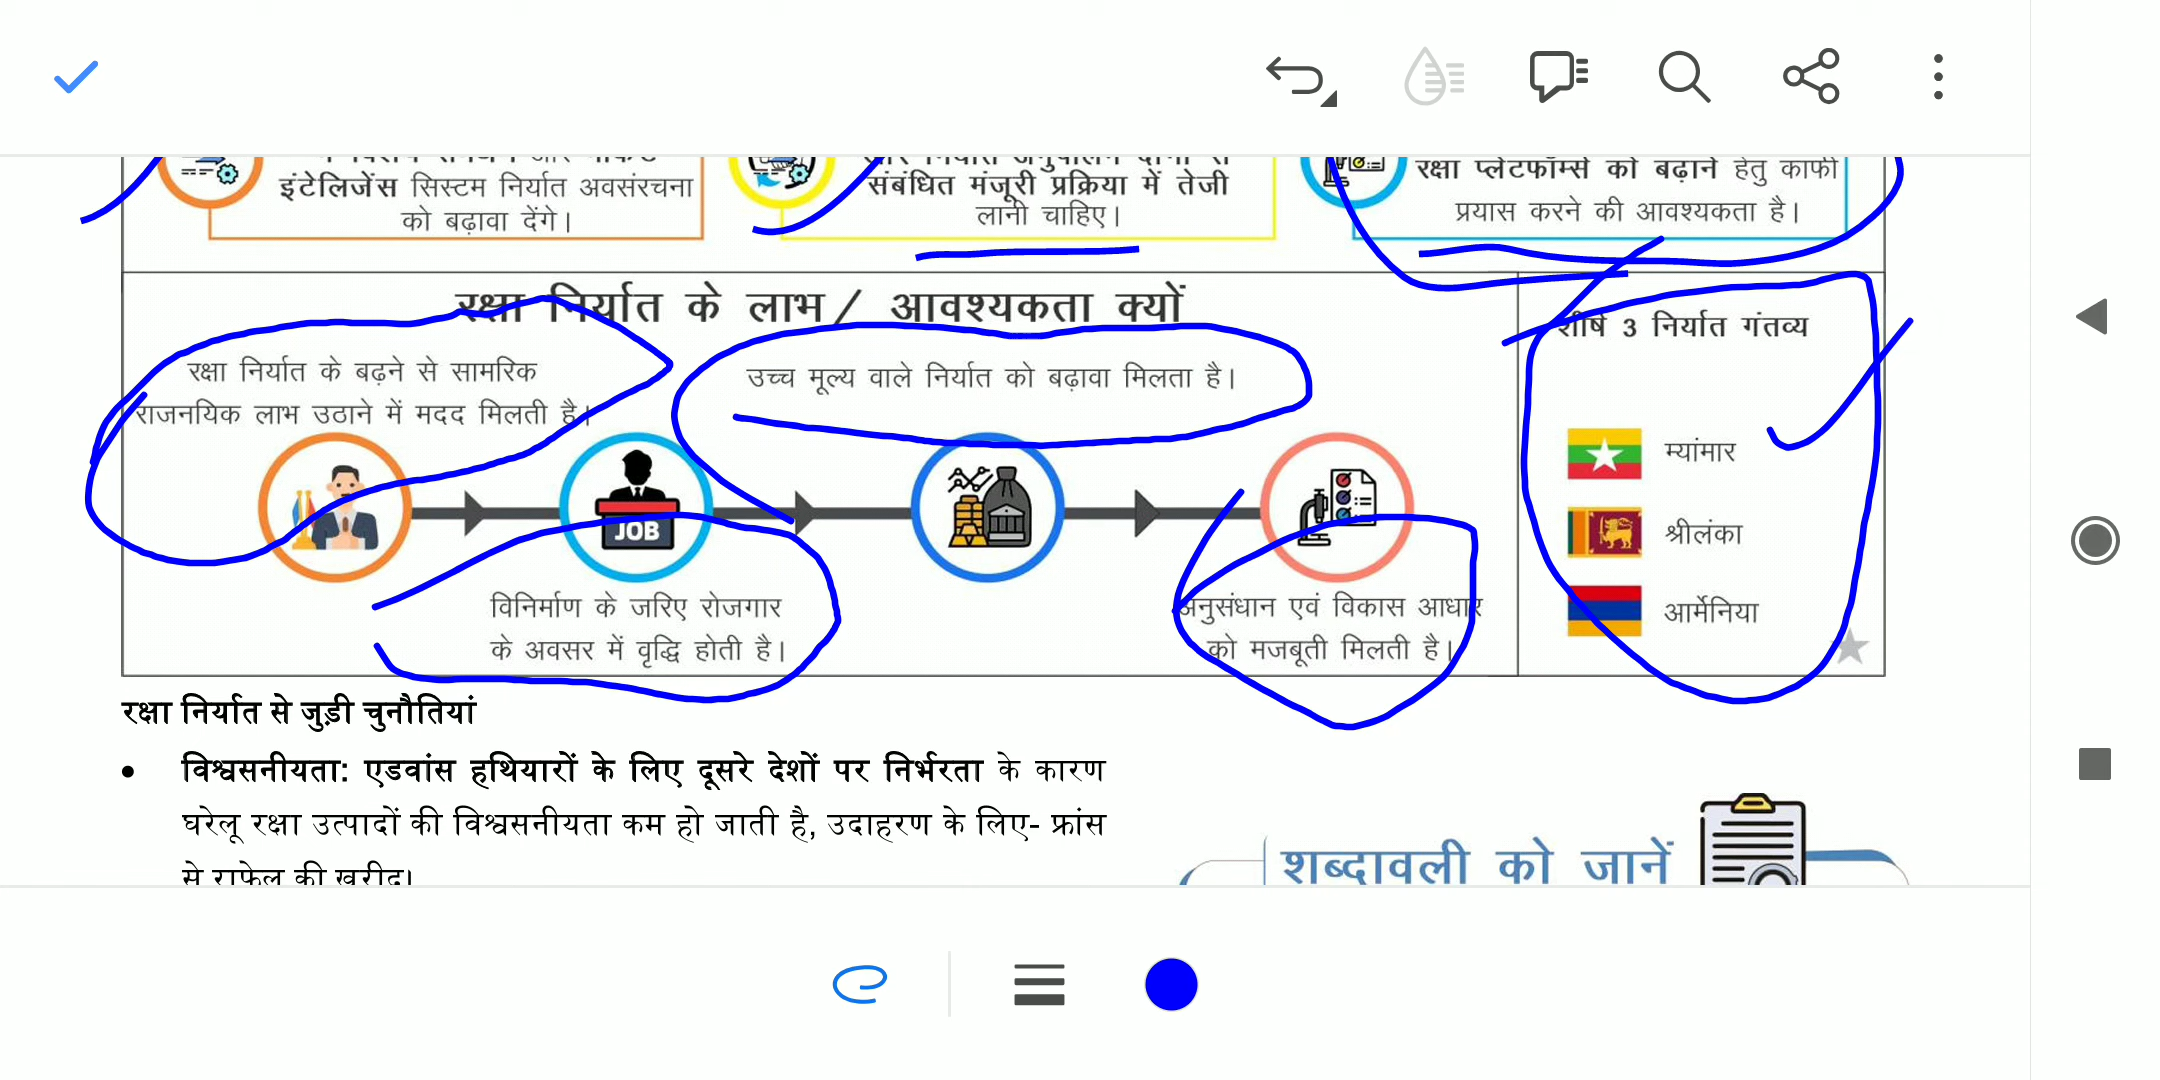 इंटेलिजेंस सिस्टम निर्यात अवसंरचना
को बढ़ावा देंगे।
संबंधित मंजूरी प्रक्रिया में तेजी
लानी चाहिए।
रक्षा प्लेटफॉर्म्स को बढ़ाने हेतु काफी
प्रयास करने की आवश्यकता है।
रक्षा निर्यात के लाभ/ आवश्यकता क्यों
रक्षा निर्यात के बढ़ने से सामरिक
राजनयिक लाभ उठाने में मदद मिलती है।
उच्च मूल्य वाले निर्यात को बढ़ावा मिलता है।
JOB
विनिर्माण के जरिए रोजगार
के अवसर में वृद्धि होती है।
अनुसंधान एवं विकास आधार
को मजबूती मिलती है।
शीर्ष 3 निर्यात गंतव्य
म्यांमार
श्रीलंका
आर्मेनिया
रक्षा निर्यात से जुड़ी चुनौतियां
• विश्वसनीयता: एडवांस हथियारों के लिए दूसरे देशों पर निर्भरता के कारण
घरेलू रक्षा उत्पादों की विश्वसनीयता कम हो जाती है, उदाहरण के लिए- फ्रांस
से राफेल की खरीद।
शब्दावली को जानें